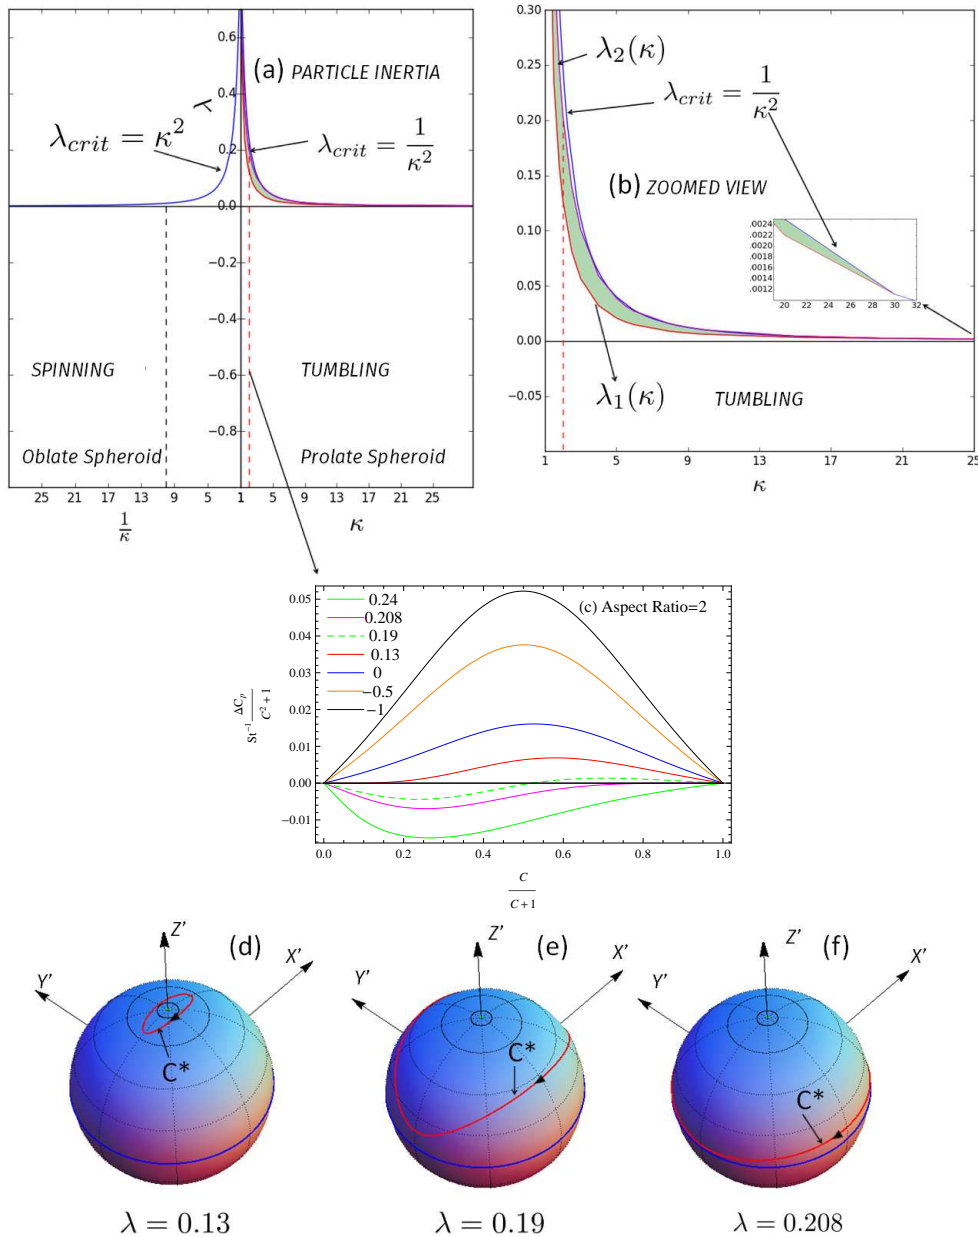 (a) PARTICLE INERTIA
0.6
0.4
0.2
0.0
−0.2
−0.4
−0.6
−0.8
λ
λcrit = κ²
λcrit = 1/κ²
SPINNING
TUMBLING
Oblate Spheroid
Prolate Spheroid
25 21 17 13 9 5 1 5 9 13 17 21 25
1/κ
κ
0.30
0.25
0.20
0.15
0.10
0.05
0.00
−0.05
λ₂(κ)
λcrit = 1/κ²
(b) ZOOMED VIEW
.0024
.0022
.0020
.0018
.0016
.0014
.0012
20 22 24 26 28 30 32
λ₁(κ)
TUMBLING
1 5 9 13 17 21 25
κ
(c) Aspect Ratio=2
0.24
0.208
0.19
0.13
0
−0.5
−1
0.05
0.04
0.03
0.02
0.01
0.00
−0.01
St⁻¹ ΔCp/C²+1
0.0 0.2 0.4 0.6 0.8 1.0
C/C+1
(d)
Z'
X'
Y'
C*
λ = 0.13
(e)
Z'
X'
Y'
C*
λ = 0.19
(f)
Z'
X'
Y'
C*
λ = 0.208